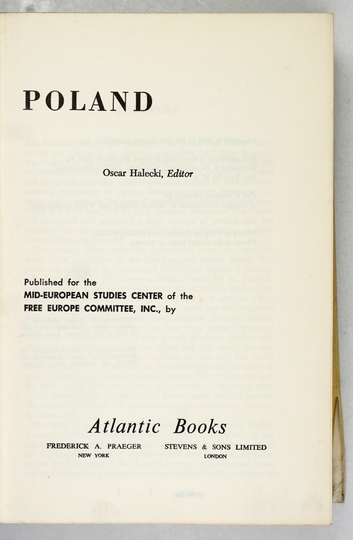 POLAND
Oscar Halecki, Editor
Published for the
MID-EUROPEAN STUDIES CENTER of the
FREE EUROPE COMMITTEE, INC., by
Atlantic Books
FREDERICK A. PRAEGER STEVENS & SONS LIMITED
NEW YORK LONDON